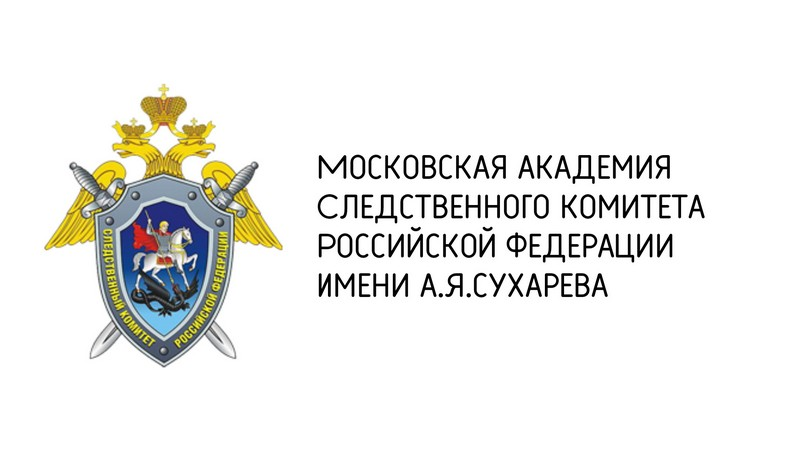 СЛЕДСТВЕННЫЙ КОМИТЕТ
РОССИЙСКОЙ ФЕДЕРАЦИИ
МОСКОВСКАЯ АКАДЕМИЯ
СЛЕДСТВЕННОГО КОМИТЕТА
РОССИЙСКОЙ ФЕДЕРАЦИИ
ИМЕНИ А.Я.СУХАРЕВА